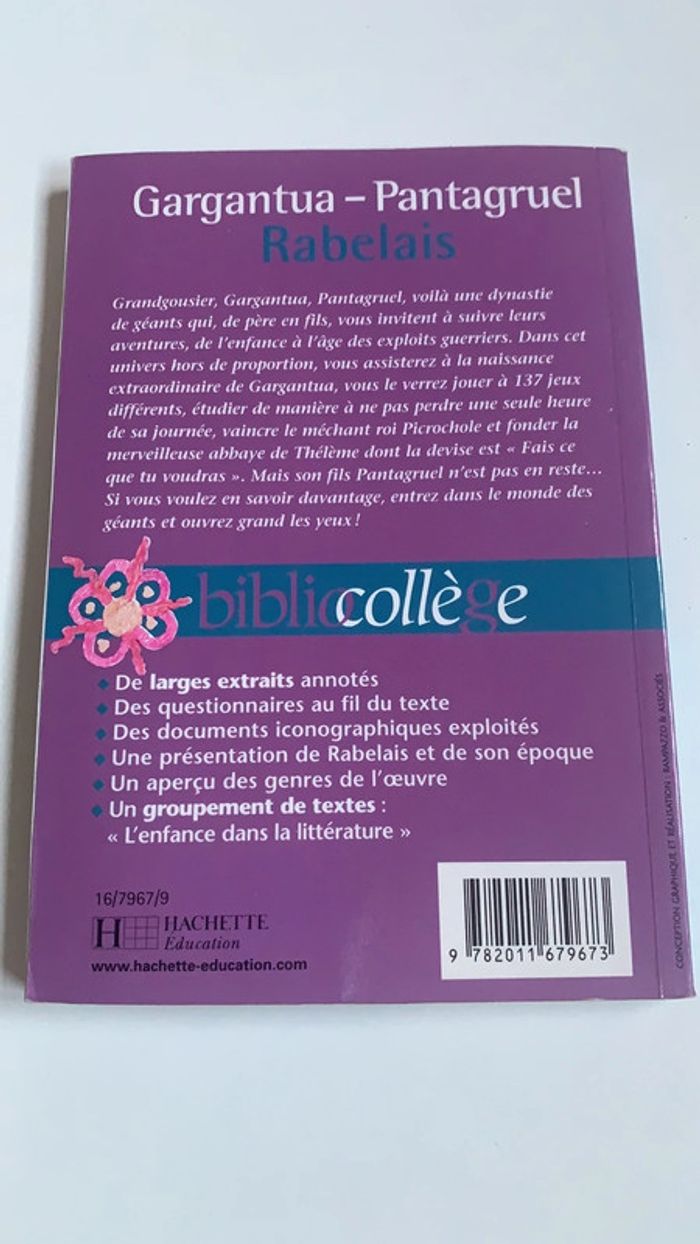 Gargantua – Pantagruel
Rabelais
Grandgousier, Gargantua, Pantagruel, voilà une dynastie
de géants qui, de père en fils, vous invitent à suivre leurs
aventures, de l'enfance à l'âge des exploits guerriers. Dans cet
univers hors de proportion, vous assisterez à la naissance
extraordinaire de Gargantua, vous le verrez jouer à 137 jeux
différents, étudier de manière à ne pas perdre une seule heure
de sa journée, vaincre le méchant roi Picrochole et fonder la
merveilleuse abbaye de Thélème dont la devise est « Fais ce
que tu voudras ». Mais son fils Pantagruel n'est pas en reste…
Si vous voulez en savoir davantage, entrez dans le monde des
géants et ouvrez grand les yeux !
bibliocollège
◆ De larges extraits annotés
◆ Des questionnaires au fil du texte
◆ Des documents iconographiques exploités
◆ Une présentation de Rabelais et de son époque
◆ Un aperçu des genres de l'œuvre
◆ Un groupement de textes :
« L'enfance dans la littérature »
16/7967/9
H HACHETTE
Éducation
www.hachette-education.com
9 782011 679673
CONCEPTION GRAPHIQUE ET RÉALISATION : RAMPAZZO & ASSOCIÉS